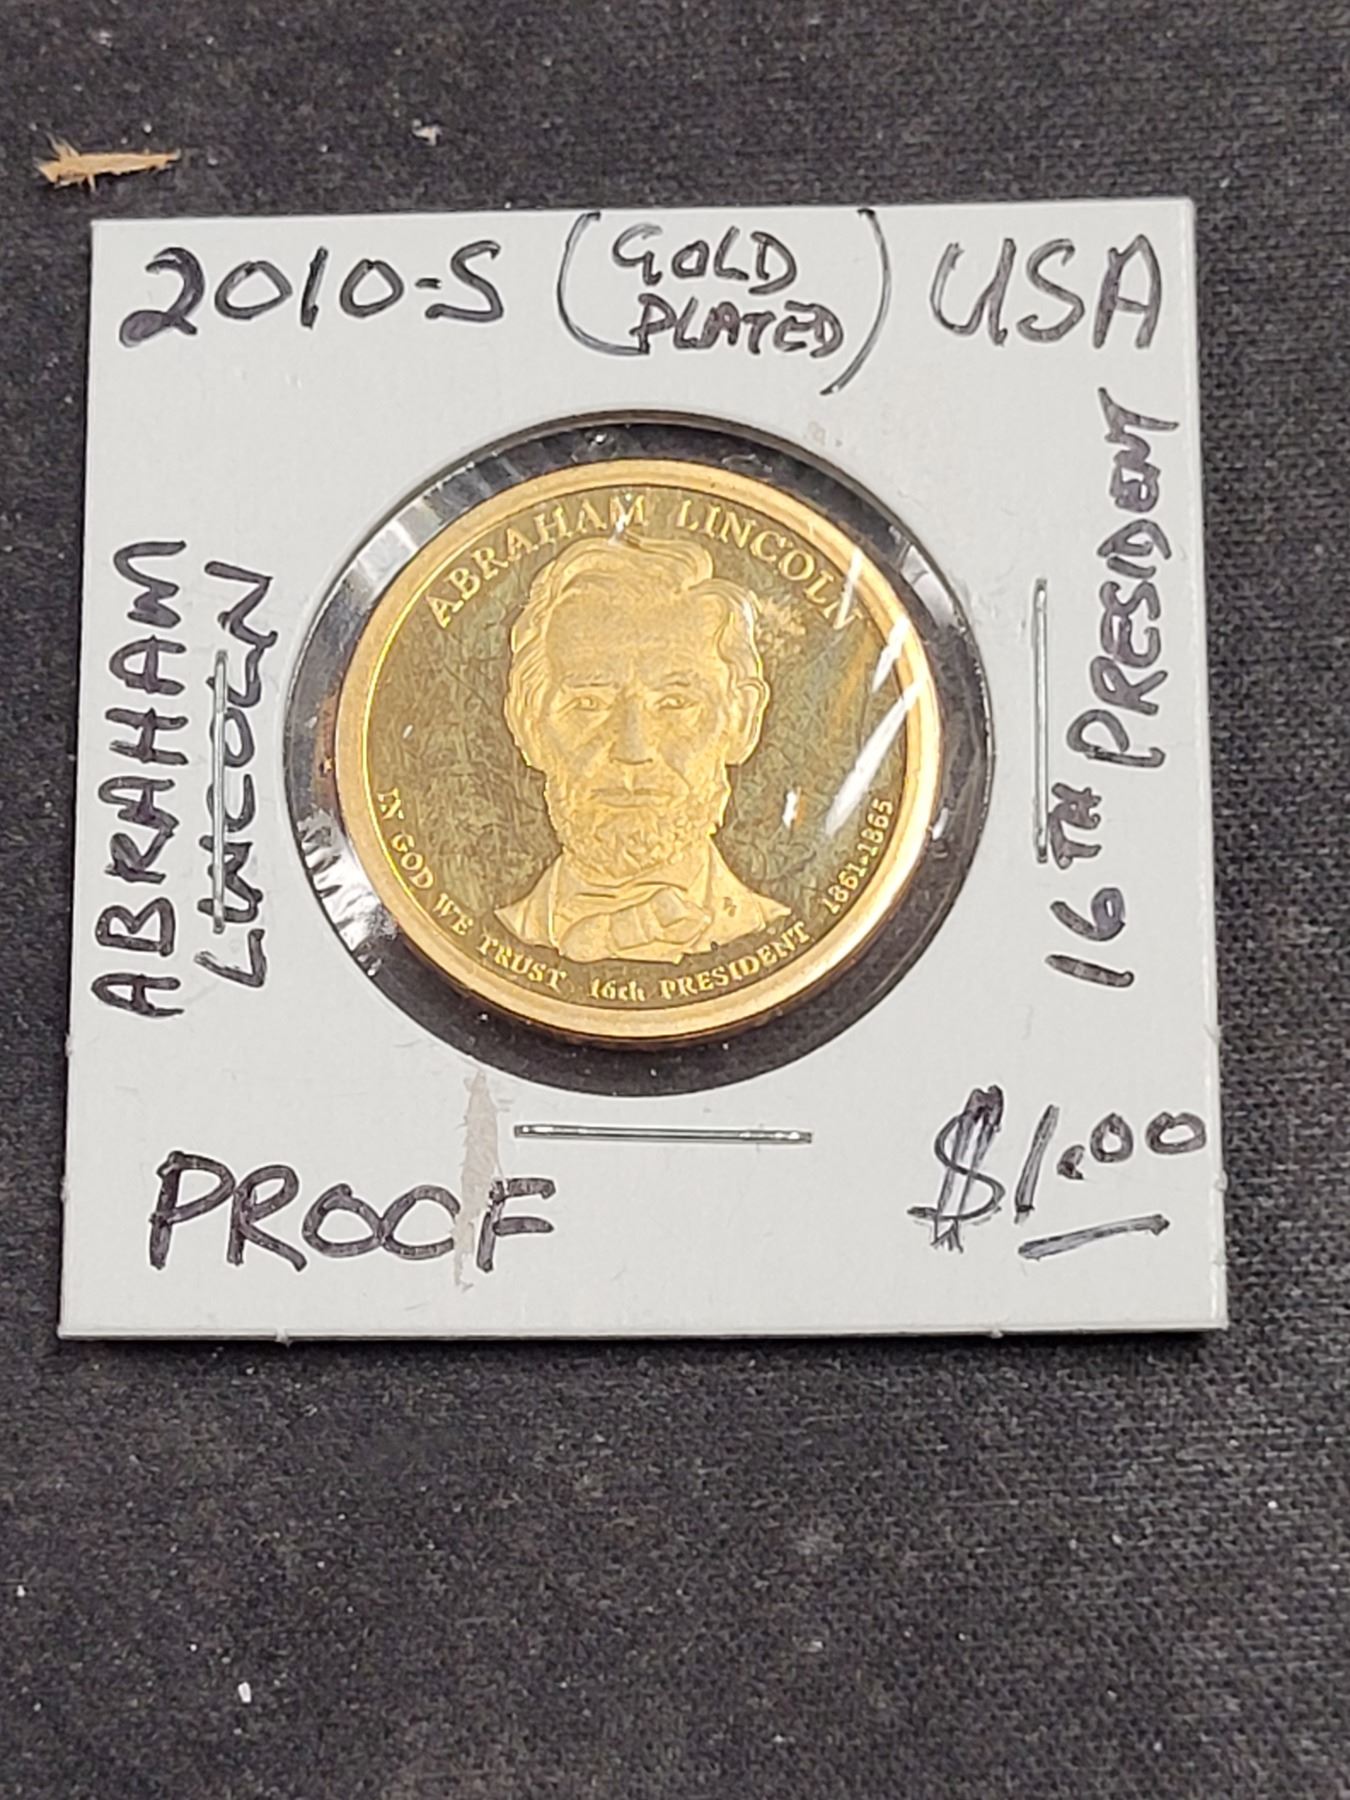 2010-S (GOLD PLATED) USA
ABRAHAM
LINCOLN
16TH PRESIDENT
ABRAHAM LINCOLN
IN GOD WE TRUST 16th PRESIDENT 1861-1865
PROOF
$1.00